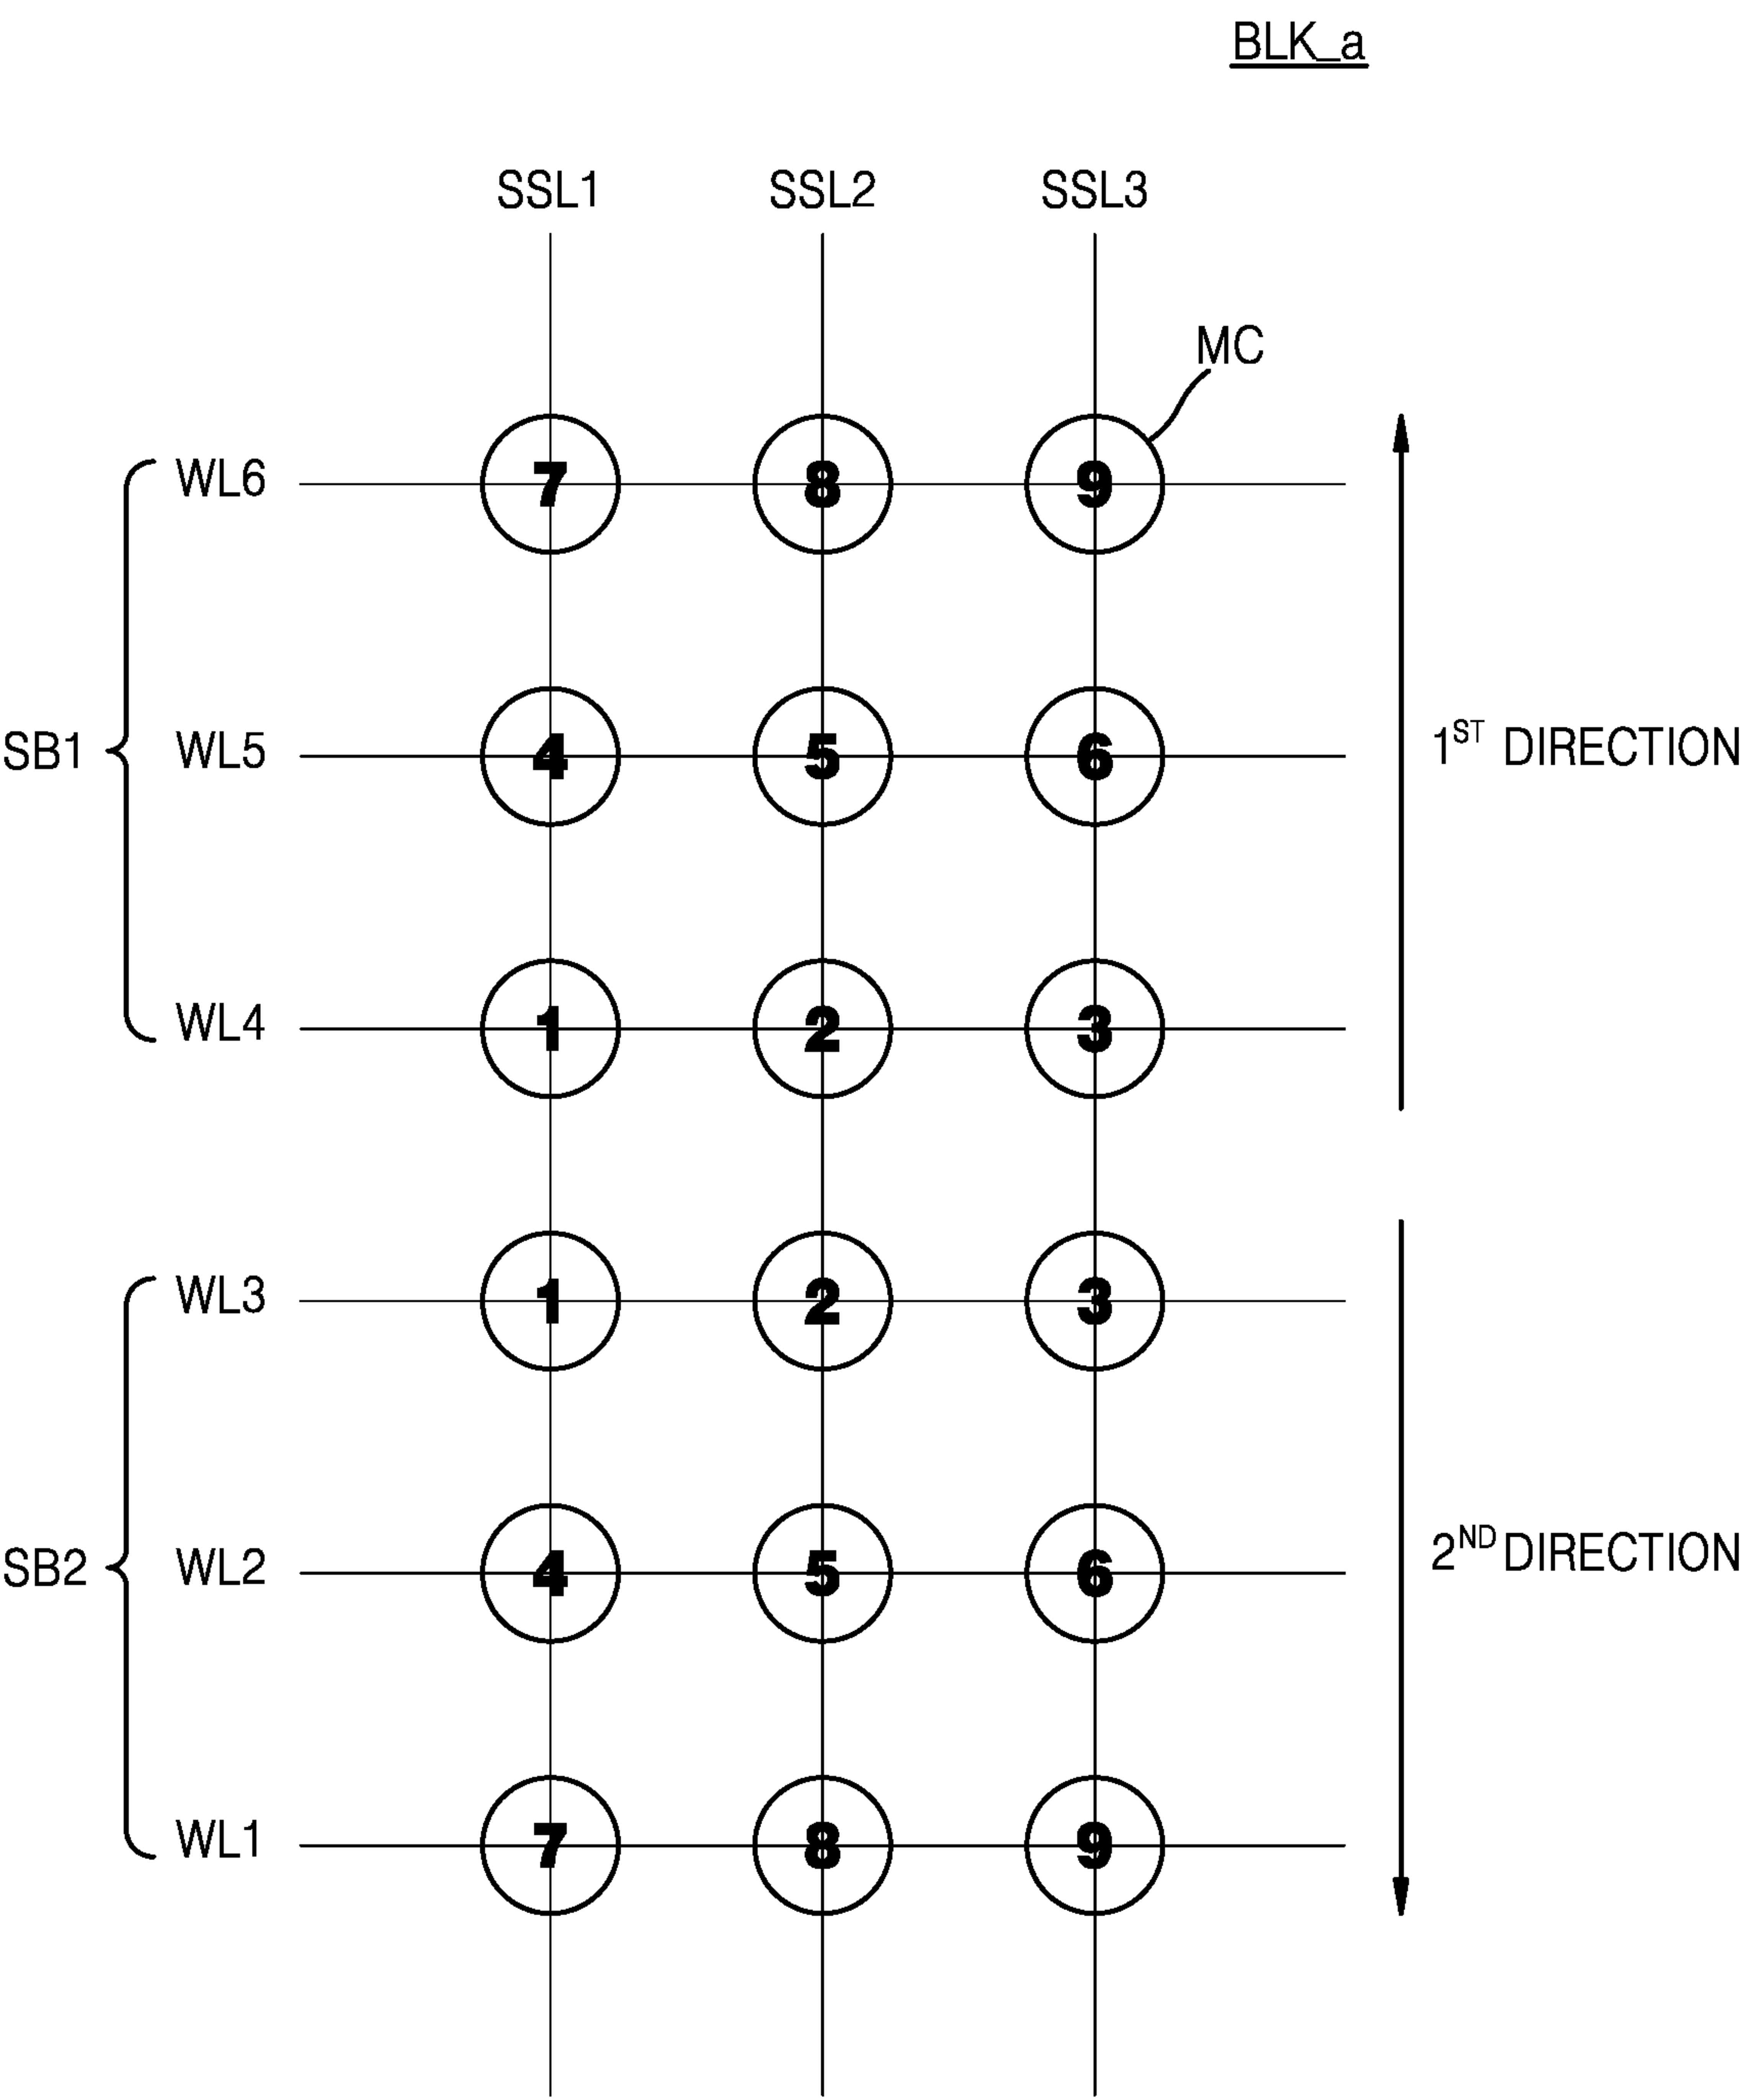 BLK_a
SSL1 SSL2 SSL3
MC
WL6 7 8 9
SB1 WL5 4 5 6 1ST DIRECTION
WL4 1 2 3
WL3 1 2 3
SB2 WL2 4 5 6 2ND DIRECTION
WL1 7 8 9